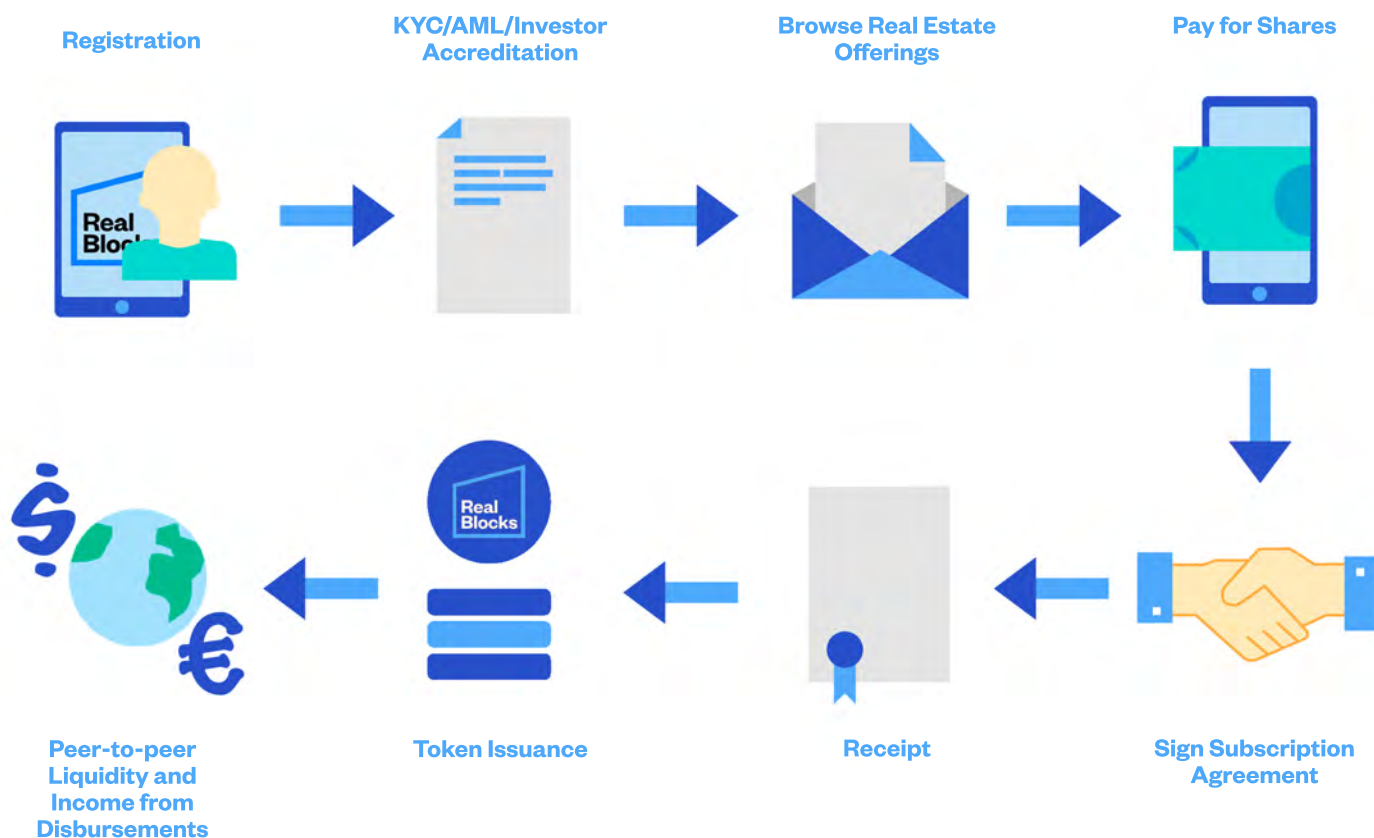 Registration
KYC/AML/Investor
Accreditation
Browse Real Estate
Offerings
Pay for Shares
Real
Blocks
$
Real
Blocks
€
Peer-to-peer
Liquidity and
Income from
Disbursements
Token Issuance
Receipt
Sign Subscription
Agreement